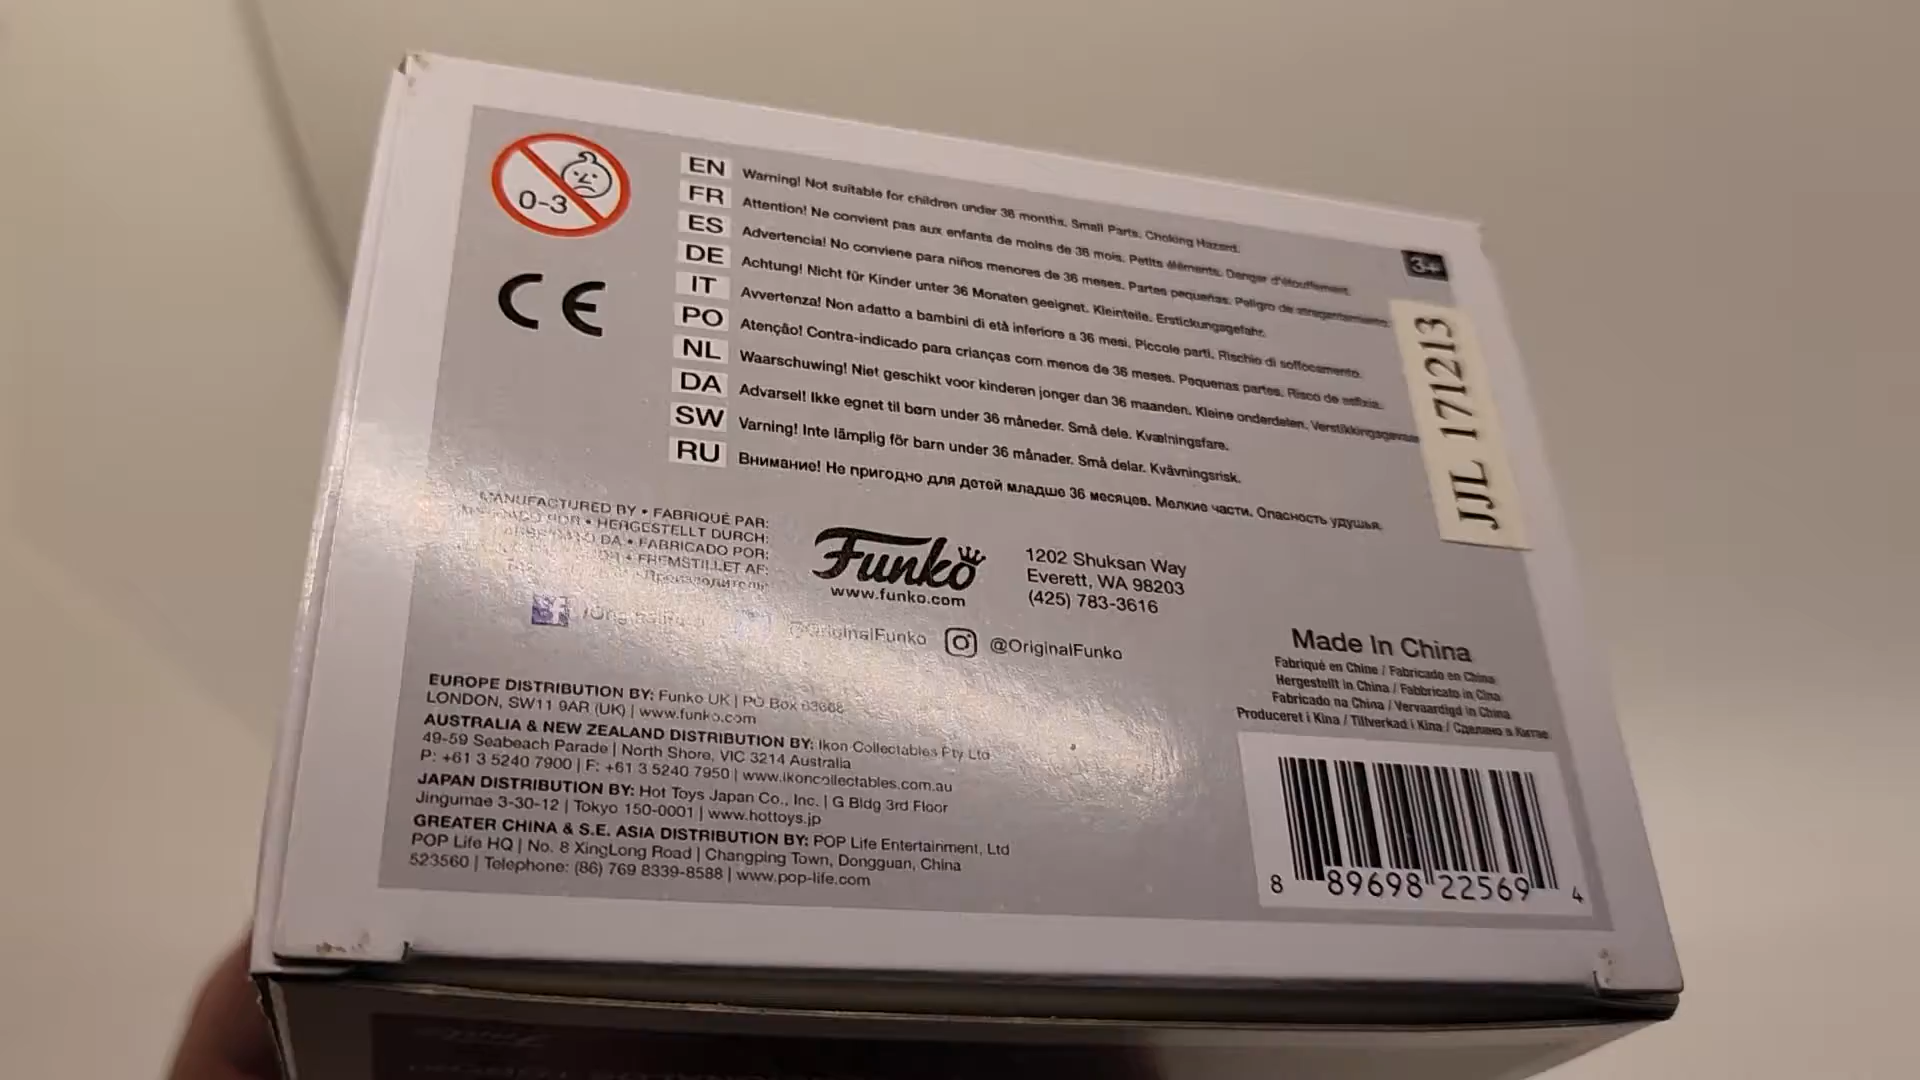 0-3
CE
EN Warning! Not suitable for children under 36 months. Small Parts. Choking Hazard.
FR Attention! Ne convient pas aux enfants de moins de 36 mois. Petits éléments. Danger d'étouffement.
ES Advertencia! No conviene para niños menores de 36 meses. Partes pequeñas. Peligro de atragantamiento.
DE Achtung! Nicht für Kinder unter 36 Monaten geeignet. Kleinteile. Erstickungsgefahr.
IT Avvertenza! Non adatto a bambini di età inferiore a 36 mesi. Piccole parti. Rischio di soffocamento.
PO Atenção! Contra-indicado para crianças com menos de 36 meses. Pequenas partes. Risco de asfixia.
NL Waarschuwing! Niet geschikt voor kinderen jonger dan 36 maanden. Kleine onderdelen.
DA Advarsel! Ikke egnet til børn under 36 måneder. Små dele. Kvælningsfare.
SW Varning! Inte lämplig för barn under 36 månader. Små delar. Kvävningsrisk.
RU Внимание! Не пригодно для детей младше 36 месяцев. Мелкие части. Опасность удушья.
3+
JJL 171213
MANUFACTURED BY • FABRIQUÉ PAR:
• HERGESTELLT DURCH:
DA • FABRICADO POR:
• FREMSTILLET AF:
Производитель:
Funko
www.funko.com
1202 Shuksan Way
Everett, WA 98203
(425) 783-3616
/OriginalFunko @OriginalFunko @OriginalFunko
EUROPE DISTRIBUTION BY: Funko UK | PO Box
LONDON, SW11 9AR (UK) | www.funko.com
AUSTRALIA & NEW ZEALAND DISTRIBUTION BY: Ikon Collectables Pty Ltd
49-59 Seabeach Parade | North Shore, VIC 3214 Australia
P: +61 3 5240 7900 | F: +61 3 5240 7950 | www.ikoncollectables.com.au
JAPAN DISTRIBUTION BY: Hot Toys Japan Co., Inc. | G Bldg 3rd Floor
Jingumae 3-30-12 | Tokyo 150-0001 | www.hottoys.jp
GREATER CHINA & S.E. ASIA DISTRIBUTION BY: POP Life Entertainment, Ltd
POP Life HQ | No. 8 XingLong Road | Changping Town, Dongguan, China
523560 | Telephone: (86) 769 8339-8588 | www.pop-life.com
Made In China
Fabriqué en Chine / Fabricado en China
Hergestellt in China / Fabbricato in Cina
Fabricado na China / Vervaardigd in China
Produceret i Kina / Tillverkad i Kina / Сделано в Китае
8 89698 22569 4